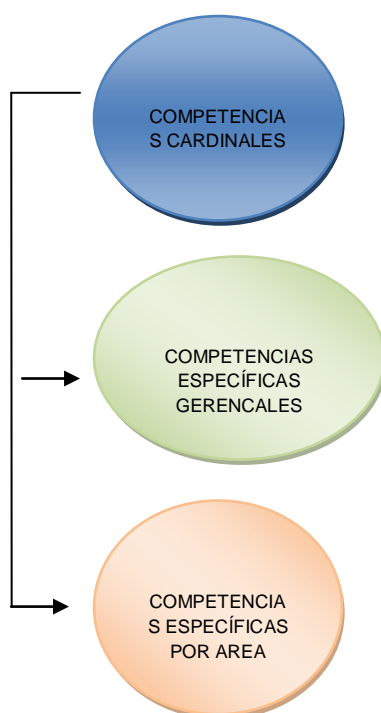 COMPETENCIA
S CARDINALES
COMPETENCIAS
ESPECÍFICAS
GERENCALES
COMPETENCIA
S ESPECÍFICAS
POR AREA